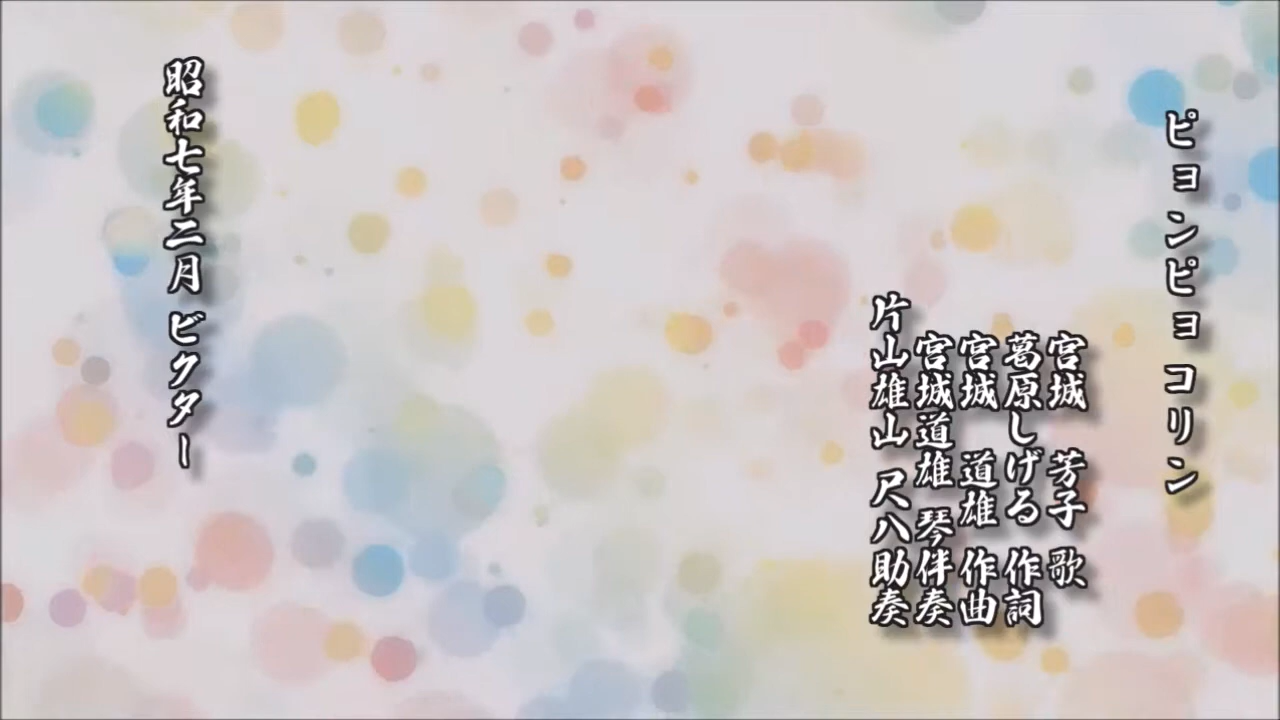 ピョンピョコリン
宮城 芳子 歌
葛原しげる 作詞
宮城 道雄 作曲
宮城道雄 琴伴奏
片山雄山 尺八助奏
昭和七年二月 ビクター